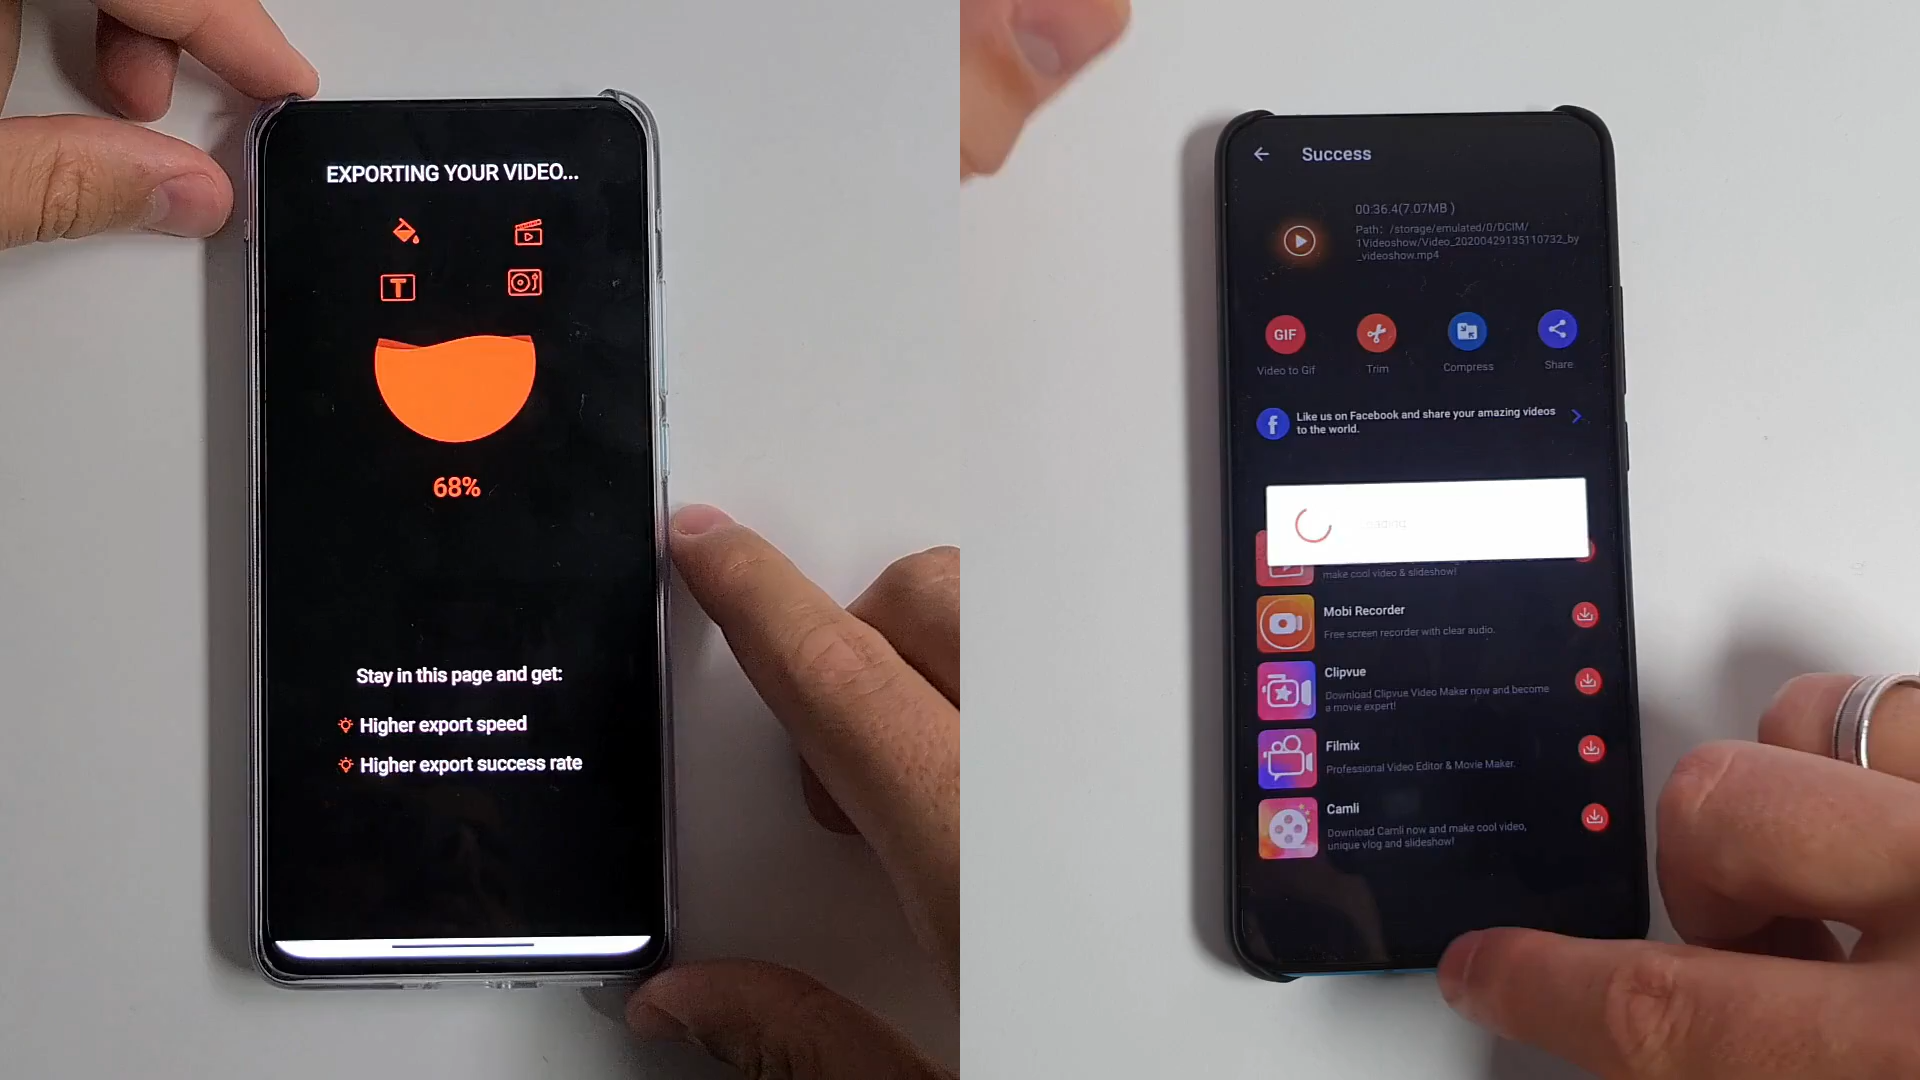 EXPORTING YOUR VIDEO...
T
68%
Stay in this page and get:
Higher export speed
Higher export success rate
Success
00:36.4(7.07MB )
Path: /storage/emulated/0/DCIM/
1Videoshow/Video_20200429135110732_by
_videoshow.mp4
GIF
Video to Gif
Trim
Compress
Share
f
Like us on Facebook and share your amazing videos
to the world.
make cool video & slideshow!
Mobi Recorder
Free screen recorder with clear audio.
Clipvue
Download Clipvue Video Maker now and become
a movie expert!
Filmix
Professional Video Editor & Movie Maker.
Camli
Download Camli now and make cool video,
unique vlog and slideshow!